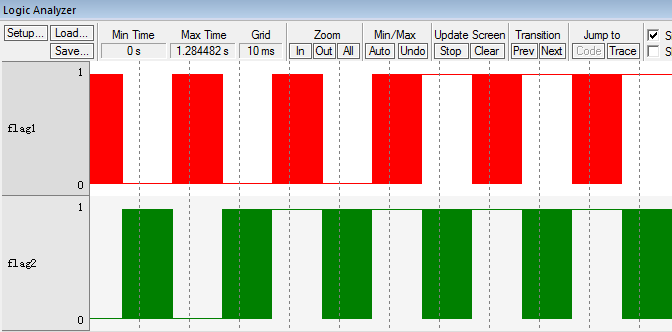 Logic Analyzer
Setup... Load... Min Time Max Time Grid Zoom Min/Max Update Screen Transition Jump to
Save... 0 s 1.284482 s 10 ms In Out All Auto Undo Stop Clear Prev Next Code Trace
1
flag1
0
1
flag2
0